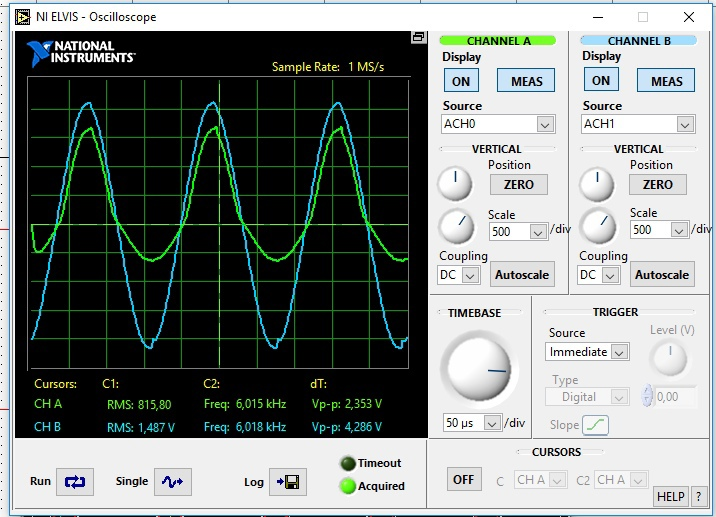 NI ELVIS - Oscilloscope
NATIONAL
INSTRUMENTS™
Sample Rate: 1 MS/s
Cursors: C1: C2: dT:
CH A RMS: 815,80 Freq: 6,015 kHz Vp-p: 2,353 V
CH B RMS: 1,487 V Freq: 6,018 kHz Vp-p: 4,286 V
Run
Single
Log
Timeout
Acquired
CHANNEL A
Display
ON MEAS
Source
ACH0
VERTICAL
Position
ZERO
Scale
500 /div
Coupling
DC Autoscale
CHANNEL B
Display
ON MEAS
Source
ACH1
VERTICAL
Position
ZERO
Scale
500 /div
Coupling
DC Autoscale
TIMEBASE
50 µs /div
TRIGGER
Source
Immediate
Level (V)
Type
Digital
0,00
Slope
CURSORS
OFF C CH A C2 CH A
HELP ?